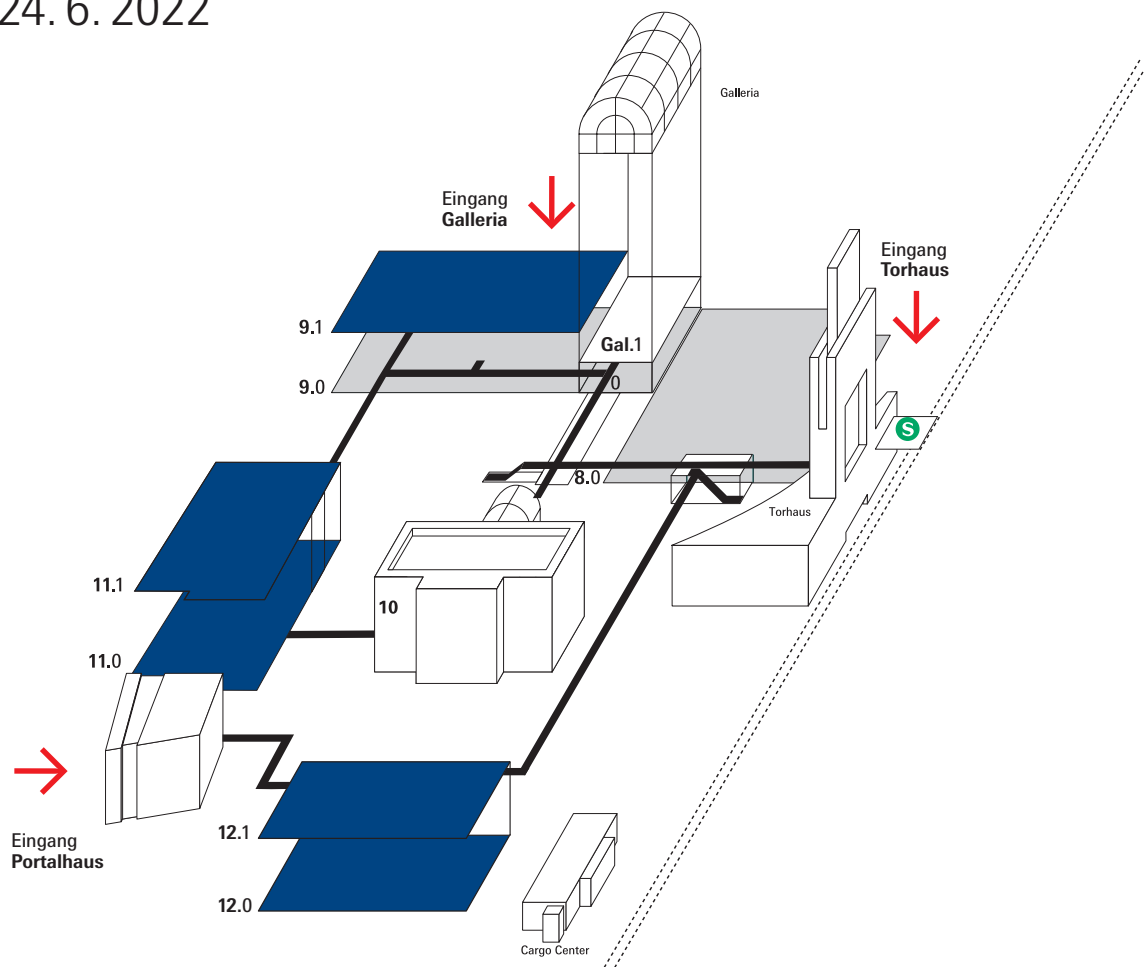 24. 6. 2022
Galleria
Eingang
Galleria
Eingang
Torhaus
9.1
Gal.1
9.0
0
S
8.0
Torhaus
11.1
10
11.0
12.1
Eingang
Portalhaus
12.0
Cargo Center